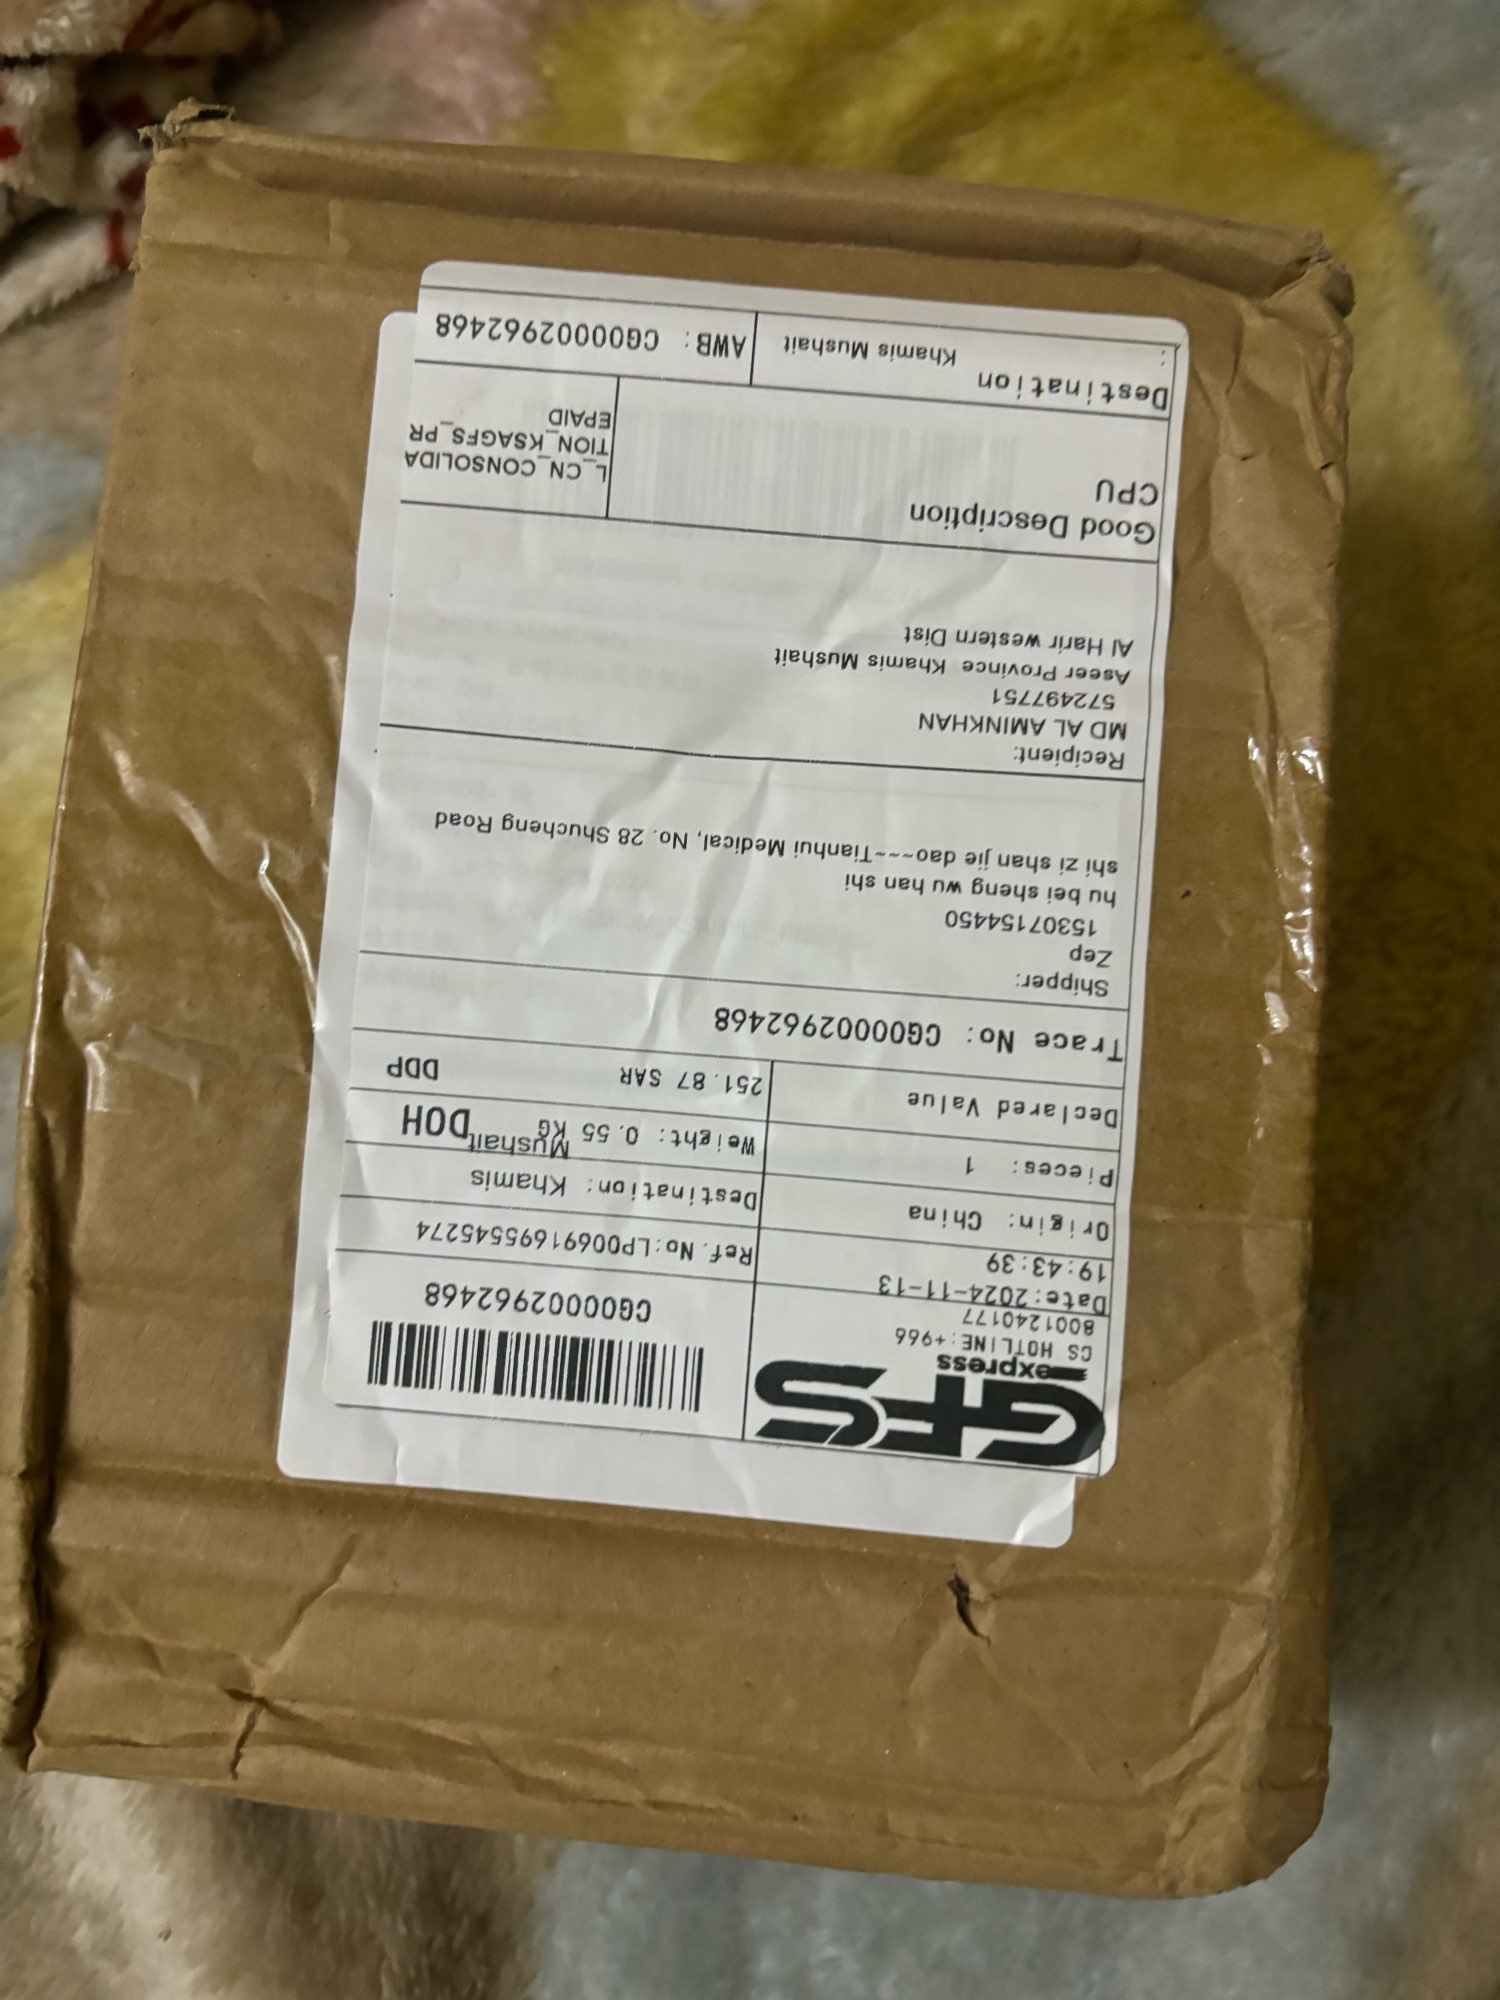 GFS
express
CS HOTLINE:+966
8001240177
CG00002962468
Date:2024-11-13
19:43:39
Ref.No:LP00691695545274
Origin: China
Destination: Khamis
Mushait
Pieces: 1
Weight: 0.55 KG
DOH
Declared Value
251.87 SAR
DDP
Trace No: CG00002962468
Shipper:
Zep
15307154450
hu bei sheng wu han shi
shi zi shan jie dao~~~Tianhui Medical, No. 28 Shucheng Road
Recipient:
MD AL AMINKHAN
572497751
Aseer Province Khamis Mushait
Al Harir western Dist
Good Description
CPU
L_CN_CONSOLIDA
TION_KSAGFS_PR
EPAID
Destination
: Khamis Mushait
AWB: CG00002962468